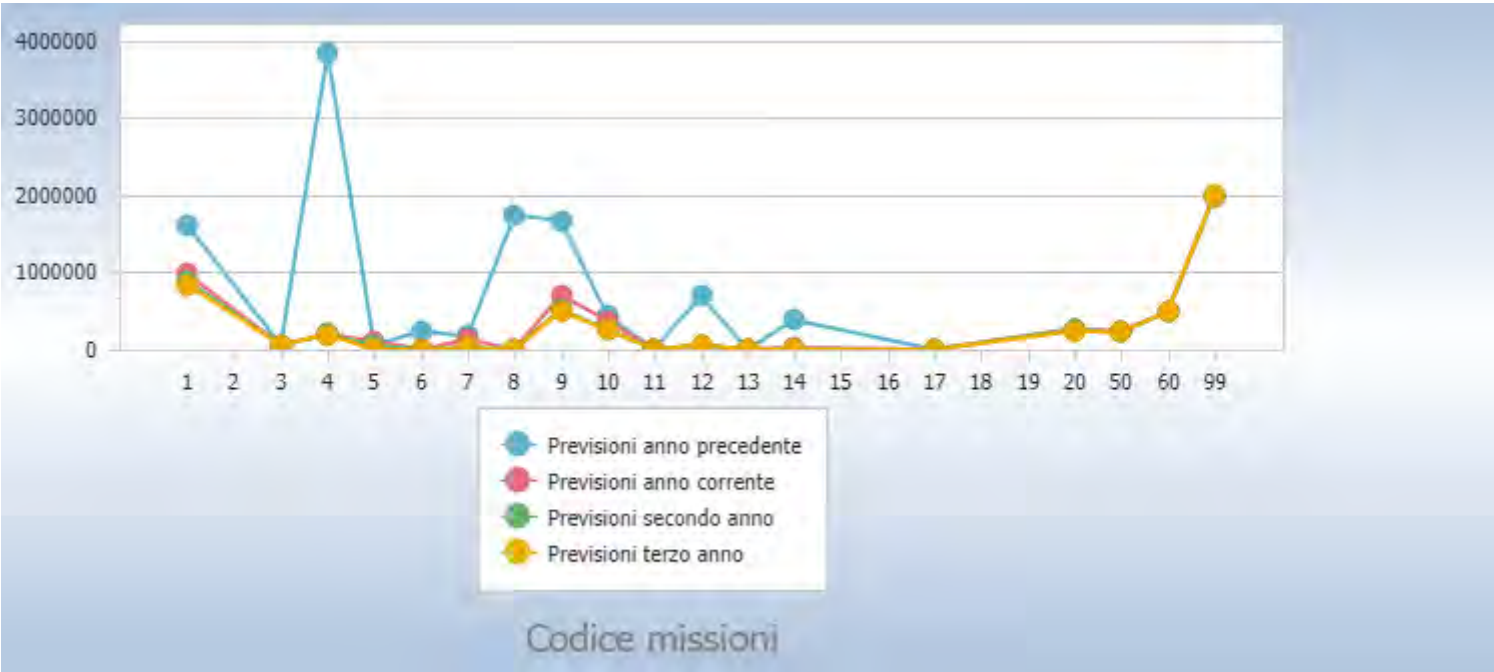 4000000
3000000
2000000
1000000
0
1 2 3 4 5 6 7 8 9 10 11 12 13 14 15 16 17 18 19 20 50 60 99
Previsioni anno precedente
Previsioni anno corrente
Previsioni secondo anno
Previsioni terzo anno
Codice missioni